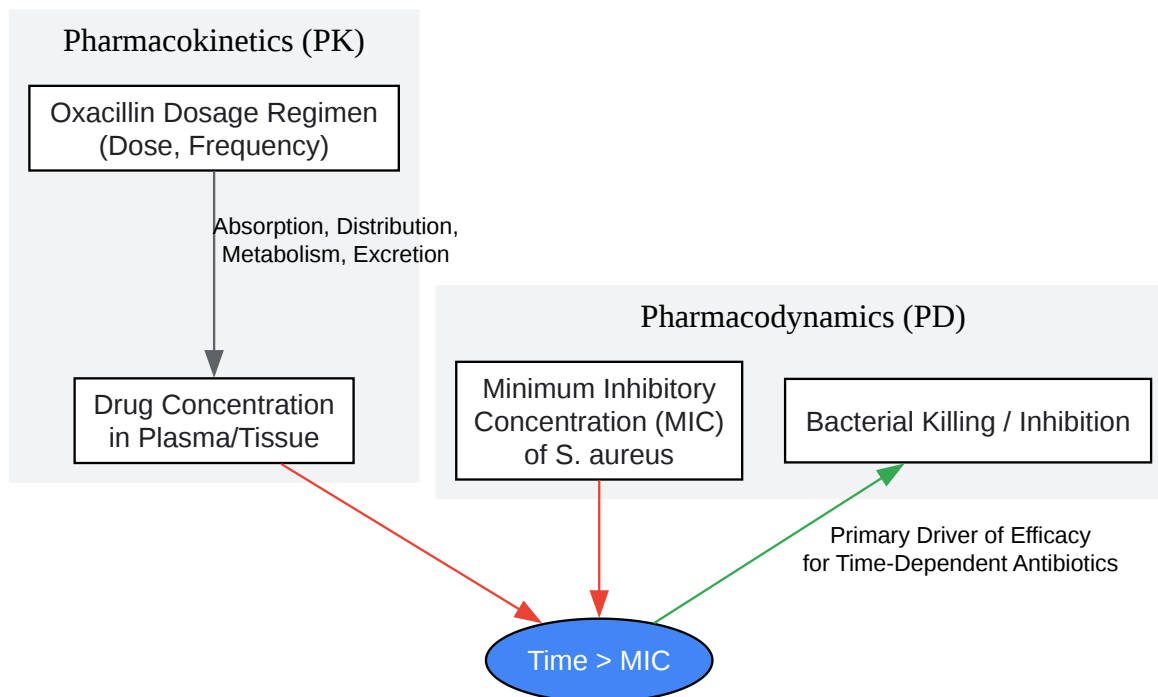 Pharmacokinetics (PK)
Oxacillin Dosage Regimen
(Dose, Frequency)
Absorption, Distribution,
Metabolism, Excretion
Drug Concentration
in Plasma/Tissue
Pharmacodynamics (PD)
Minimum Inhibitory
Concentration (MIC)
of S. aureus
Bacterial Killing / Inhibition
Primary Driver of Efficacy
for Time-Dependent Antibiotics
Time > MIC